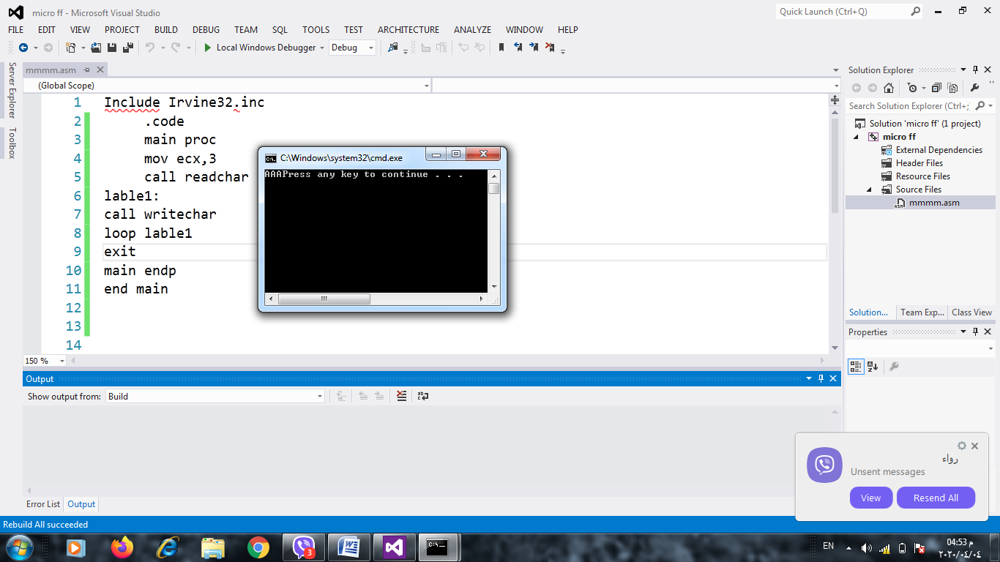 micro ff - Microsoft Visual Studio
Quick Launch (Ctrl+Q)
FILE EDIT VIEW PROJECT BUILD DEBUG TEAM SQL TOOLS TEST ARCHITECTURE ANALYZE WINDOW HELP
Local Windows Debugger Debug
Server Explorer
Toolbox
mmmm.asm
(Global Scope)
1 Include Irvine32.inc
2 .code
3 main proc
4 mov ecx,3
5 call readchar
6 lable1:
7 call writechar
8 loop lable1
9 exit
10 main endp
11 end main
12
13
14
150 %
C:\Windows\system32\cmd.exe
AAAPress any key to continue . . .
Solution Explorer
Search Solution Explorer (Ctrl+;)
Solution 'micro ff' (1 project)
micro ff
External Dependencies
Header Files
Resource Files
Source Files
mmmm.asm
Solution... Team Exp... Class View
Properties
Output
Show output from: Build
Error List Output
رواء
Unsent messages
View Resend All
Rebuild All succeeded
3
EN
04:53 م
٢٠٢٠/٠٤/٠٤